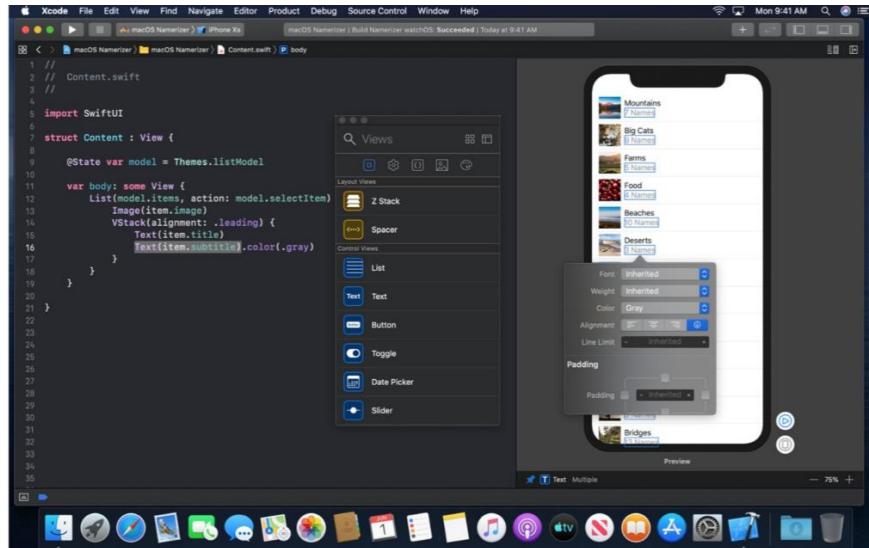 Xcode File Edit View Find Navigate Editor Product Debug Source Control Window Help Mon 9:41 AM
macOS Namerizer iPhone Xs macOS Namerizer | Build Namerizer watchOS: Succeeded | Today at 9:41 AM
macOS Namerizer macOS Namerizer Content.swift P body
1 //
2 // Content.swift
3 //
4
5 import SwiftUI
6
7 struct Content : View {
8
9 @State var model = Themes.listModel
10
11 var body: some View {
12 List(model.items, action: model.selectItem)
13 Image(item.image)
14 VStack(alignment: .leading) {
15 Text(item.title)
16 Text(item.subtitle).color(.gray)
17 }
18 }
19 }
20
21 }
22
23
24
25
26
27
28
29
30
31
32
33
34
35
Views
Layout Views
Z Stack
Spacer
Control Views
List
Text Text
Button
Toggle
Date Picker
Slider
Mountains
7 Names
Big Cats
9 Names
Farms
5 Names
Food
4 Names
Beaches
10 Names
Deserts
Names
Font Inherited
Weight Inherited
Color Gray
Alignment
Line Limit - Inherited +
Padding
Padding - Inherited +
Bridges
13 Names
Preview
T Text Multiple — 75% +
JUN
1
tv
N